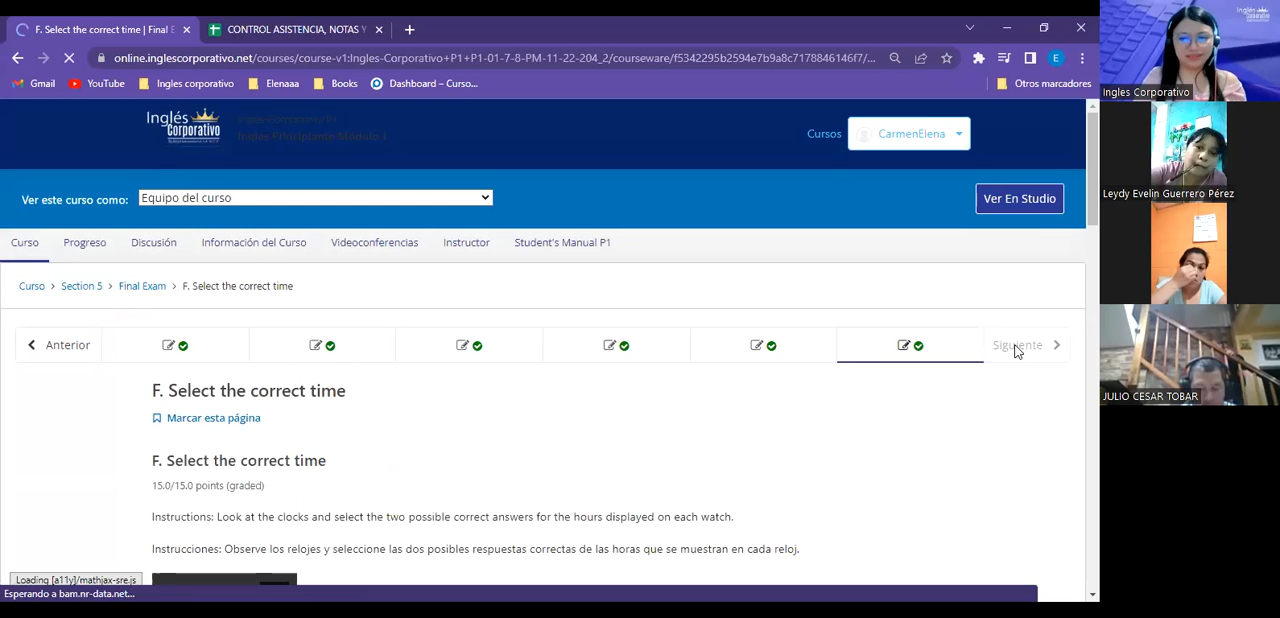 F. Select the correct time | Final E
CONTROL ASISTENCIA, NOTAS Y
online.inglescorporativo.net/courses/course-v1:Ingles-Corporativo+P1+P1-01-7-8-PM-11-22-204_2/courseware/f5342295b2594e7b9a8c7178846146f7/...
E
Gmail
YouTube
Ingles corporativo
Elenaaa
Books
Dashboard – Curso...
Otros marcadores
Inglés
Corporativo
Ingles Principiante Modulo I
Cursos
CarmenElena
Ver este curso como:
Equipo del curso
Ver En Studio
Curso
Progreso
Discusión
Información del Curso
Videoconferencias
Instructor
Student's Manual P1
Curso > Section 5 > Final Exam > F. Select the correct time
Anterior
Siguiente
F. Select the correct time
Marcar esta página
F. Select the correct time
15.0/15.0 points (graded)
Instructions: Look at the clocks and select the two possible correct answers for the hours displayed on each watch.
Instrucciones: Observe los relojes y seleccione las dos posibles respuestas correctas de las horas que se muestran en cada reloj.
Loading [a11y]/mathjax-sre.js
Esperando a bam.nr-data.net...
Ingles Corporativo
Leydy Evelin Guerrero Pérez
JULIO CESAR TOBAR